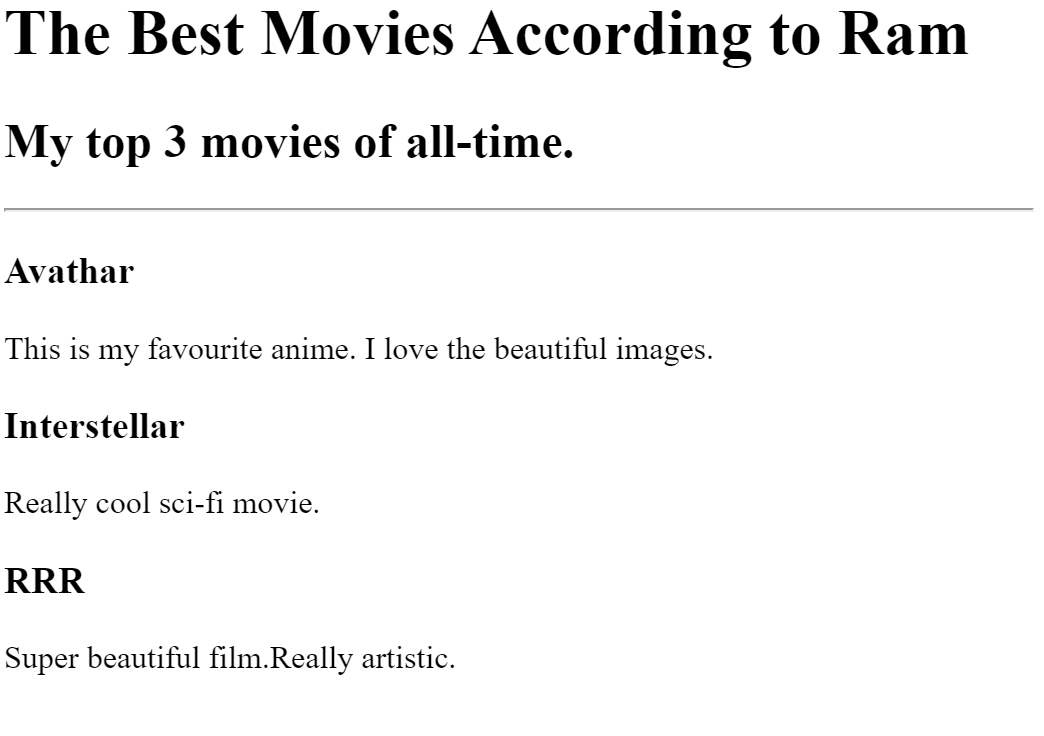 The Best Movies According to Ram
My top 3 movies of all-time.
Avathar
This is my favourite anime. I love the beautiful images.
Interstellar
Really cool sci-fi movie.
RRR
Super beautiful film.Really artistic.